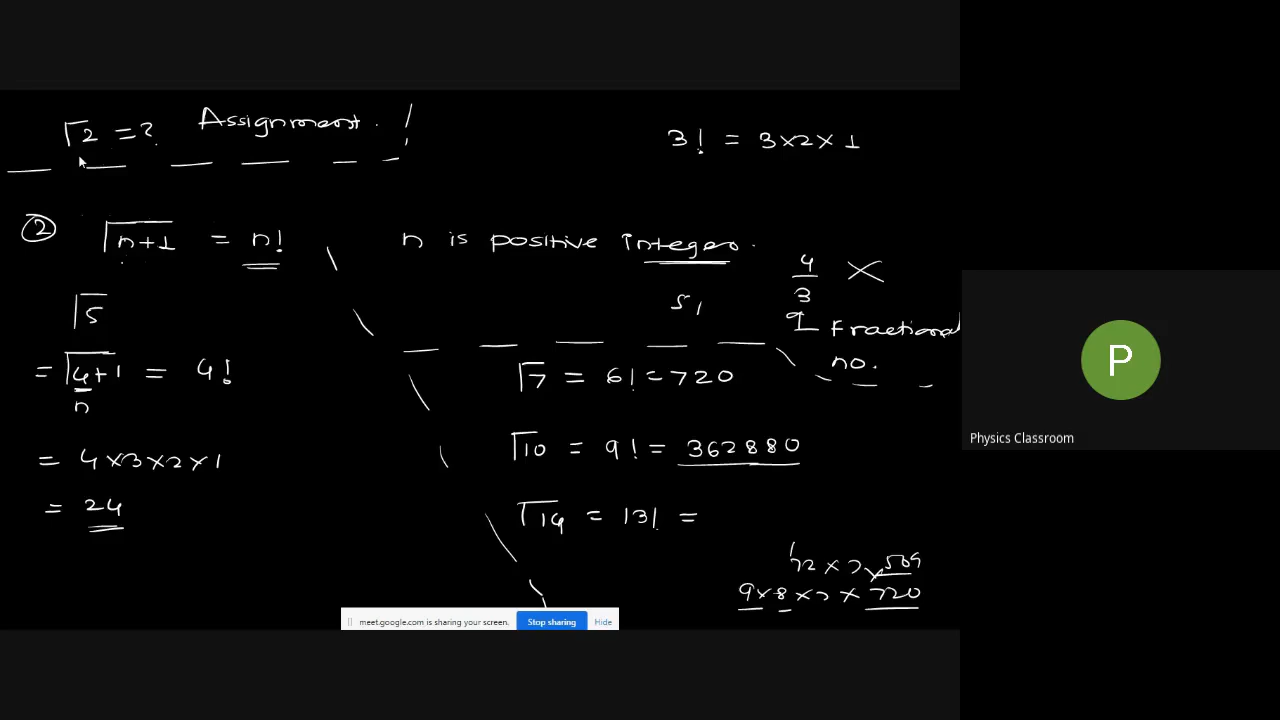 Γ2 = ? Assignment. !
3! = 3×2×1
② Γn+1 = n! n is positive integer.
4/3 ×
Fractional no.
Γ5
5!
= Γ4+1 = 4!
n
Γ7 = 6! = 720
= 4×3×2×1
Γ10 = 9! = 362880
= 24
Γ14 = 13! =
72 × 7
9×8×7×720
Physics Classroom
meet.google.com is sharing your screen. Stop sharing Hide
P